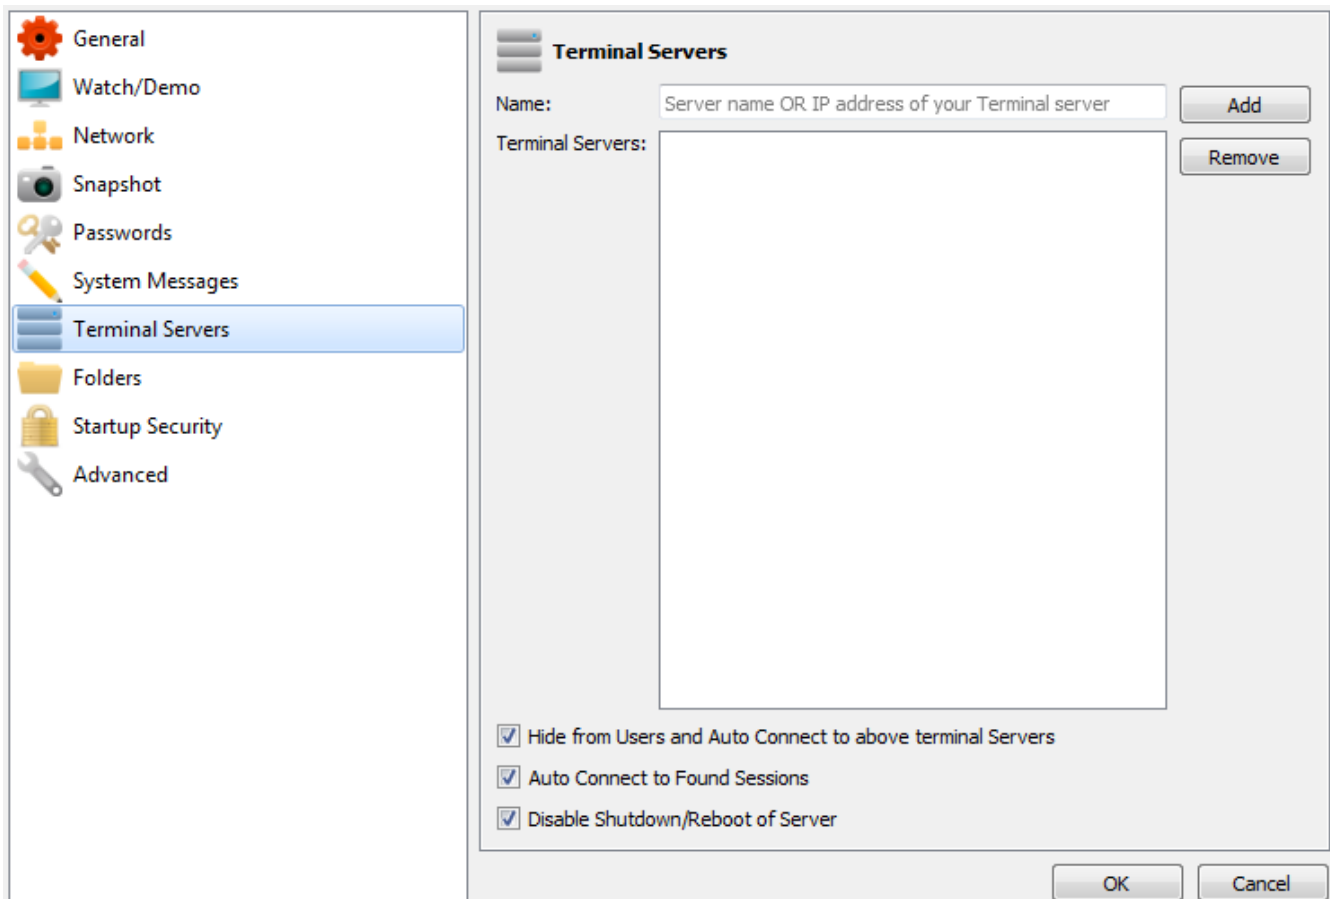 General
Watch/Demo
Network
Snapshot
Passwords
System Messages
Terminal Servers
Folders
Startup Security
Advanced
Terminal Servers
Name: Server name OR IP address of your Terminal server Add
Terminal Servers: Remove
Hide from Users and Auto Connect to above terminal Servers
Auto Connect to Found Sessions
Disable Shutdown/Reboot of Server
OK Cancel